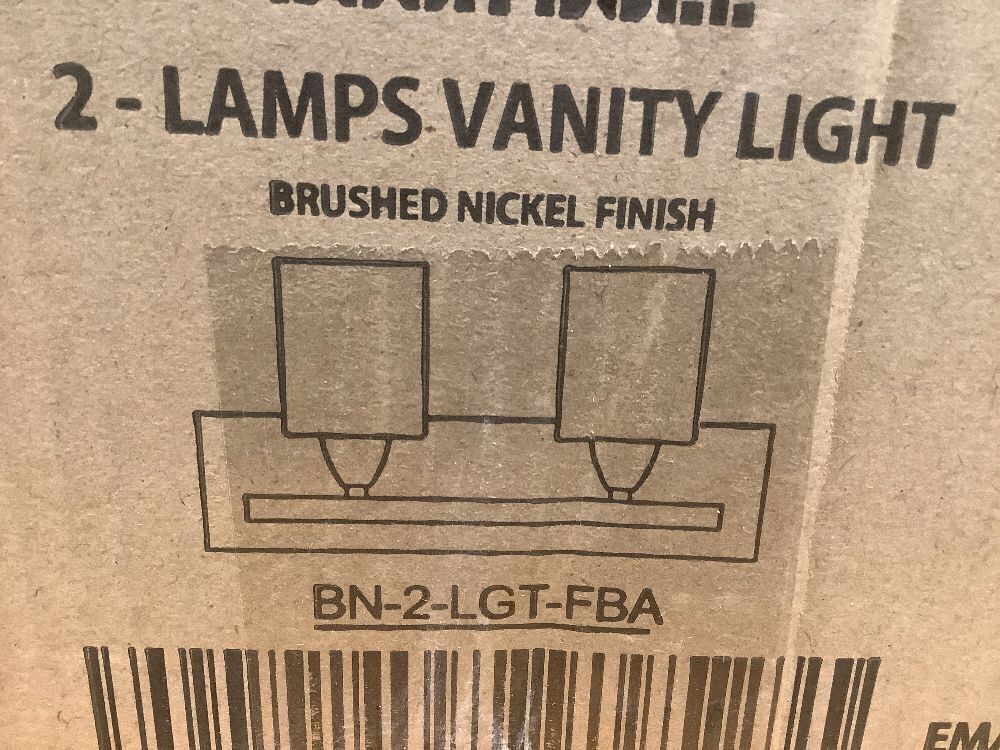 2 - LAMPS VANITY LIGHT
BRUSHED NICKEL FINISH
BN-2-LGT-FBA